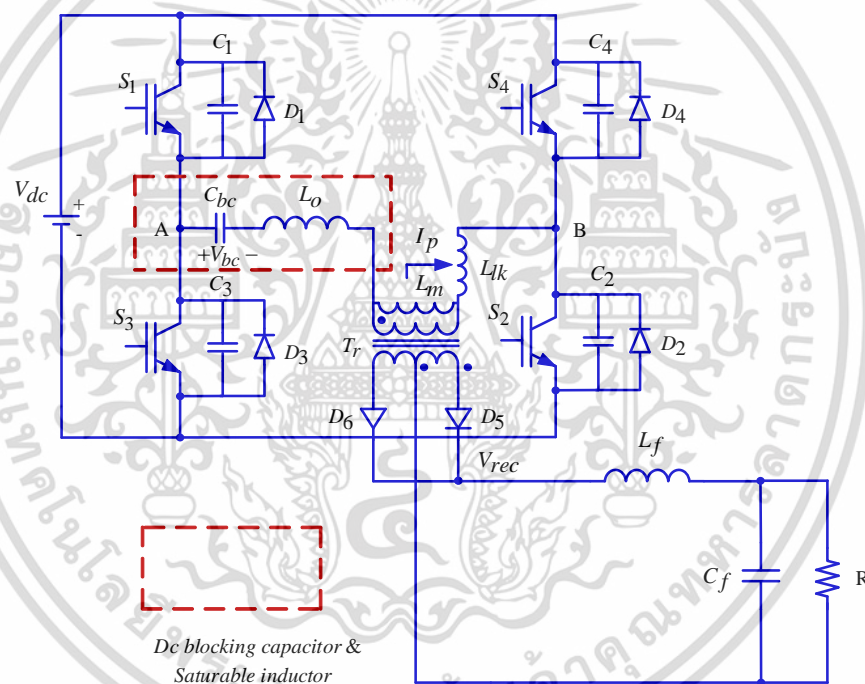 C1
C4
S1
S4
D1
D4
Vdc
+
-
Cbc
Lo
A
+Vbc −
Ip
B
Llk
Lm
C3
C2
S3
S2
D3
D2
Tr
D6
D5
Vrec
Lf
Cf
R
Dc blocking capacitor &
Saturable inductor